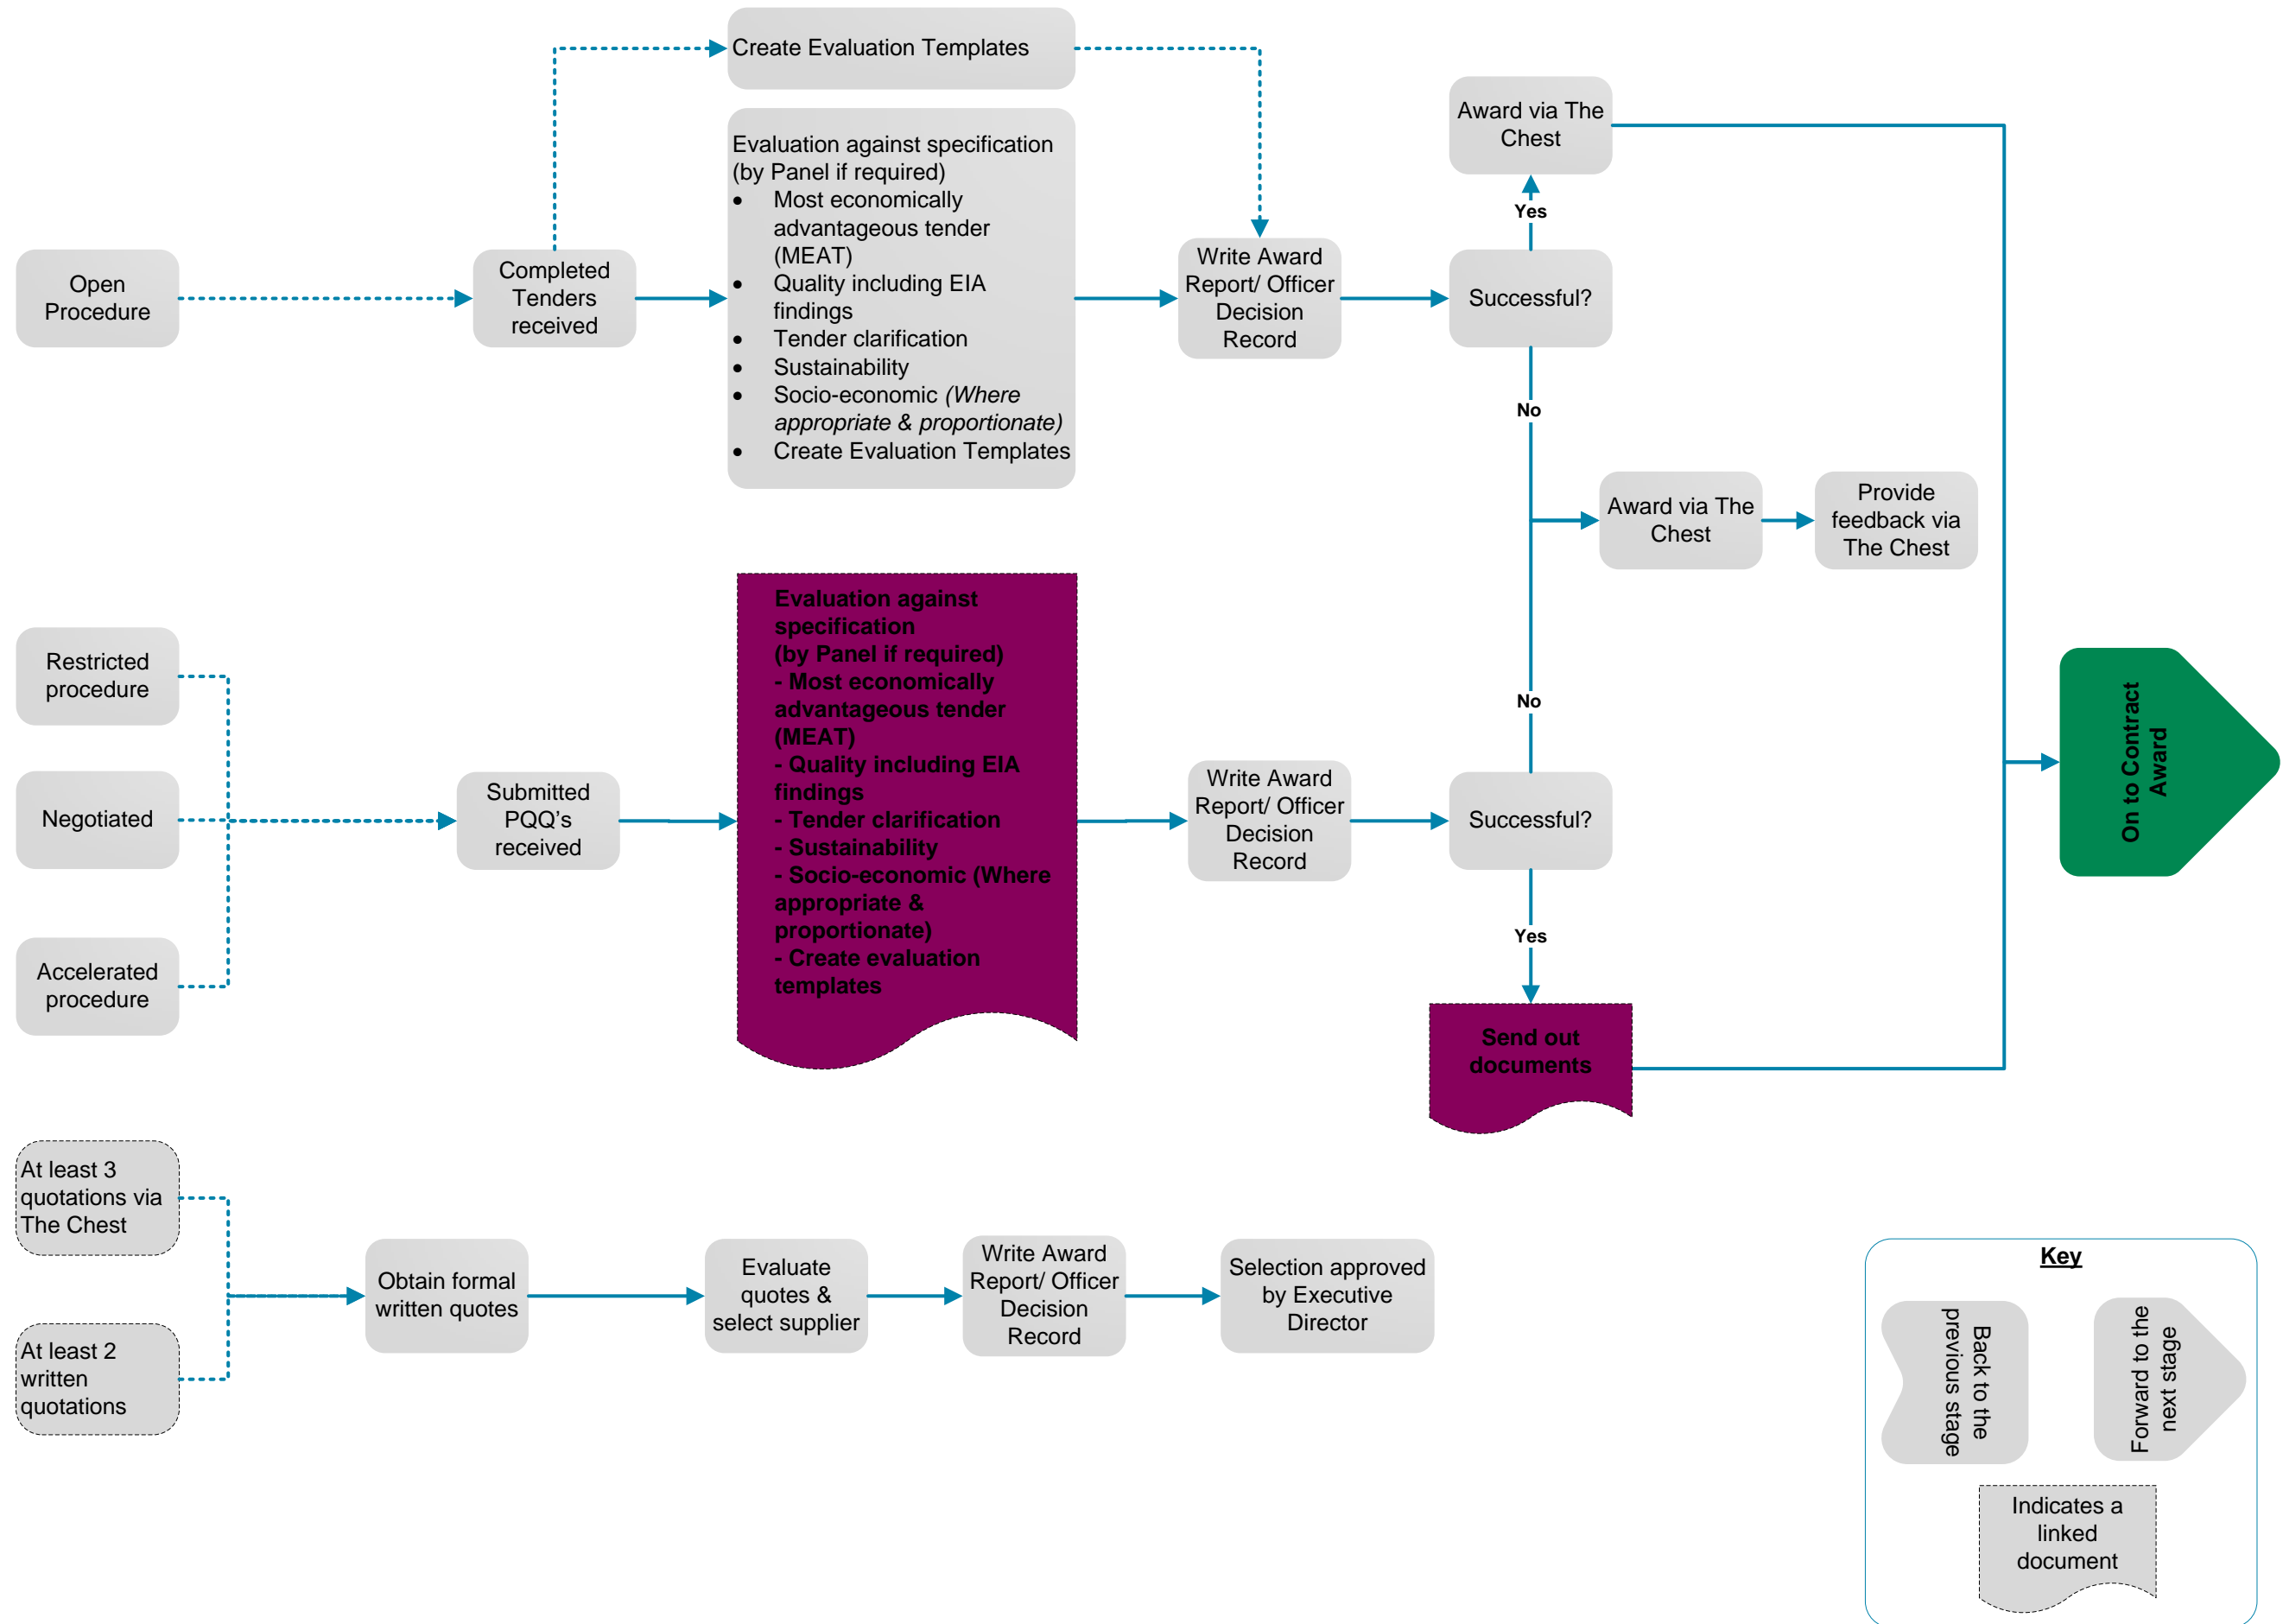 Create Evaluation Templates
Evaluation against specification
(by Panel if required)
• Most economically
advantageous tender
(MEAT)
• Quality including EIA
findings
• Tender clarification
• Sustainability
• Socio-economic (Where
appropriate & proportionate)
• Create Evaluation Templates
Open
Procedure
Completed
Tenders
received
Write Award
Report/ Officer
Decision
Record
Award via The
Chest
Yes
Successful?
No
Award via The
Chest
Provide
feedback via
The Chest
Restricted
procedure
Negotiated
Accelerated
procedure
Submitted
PQQ's
received
Evaluation against
specification
(by Panel if required)
- Most economically
advantageous tender
(MEAT)
- Quality including EIA
findings
- Tender clarification
- Sustainability
- Socio-economic (Where
appropriate &
proportionate)
- Create evaluation
templates
Write Award
Report/ Officer
Decision
Record
No
Successful?
Yes
Send out
documents
On to Contract
Award
At least 3
quotations via
The Chest
At least 2
written
quotations
Obtain formal
written quotes
Evaluate
quotes &
select supplier
Write Award
Report/ Officer
Decision
Record
Selection approved
by Executive
Director
Key
Back to the
previous stage
Forward to the
next stage
Indicates a
linked
document